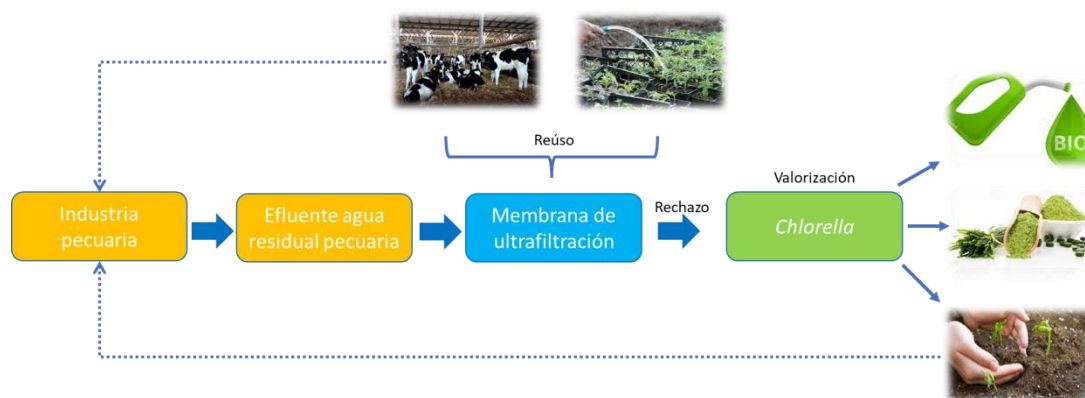 Reúso
Valorización
Industria
pecuaria
Efluente agua
residual pecuaria
Membrana de
ultrafiltración
Rechazo
Chlorella
BIO